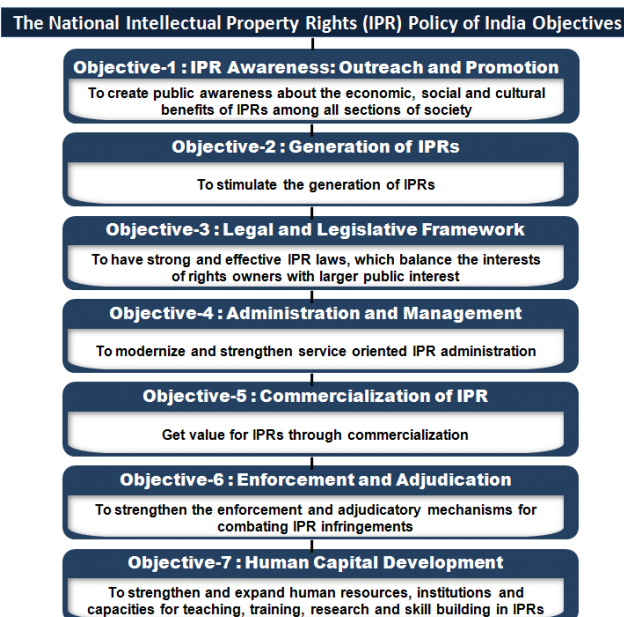 The National Intellectual Property Rights (IPR) Policy of India Objectives
Objective-1 : IPR Awareness: Outreach and Promotion
To create public awareness about the economic, social and cultural
benefits of IPRs among all sections of society
Objective-2 : Generation of IPRs
To stimulate the generation of IPRs
Objective-3 : Legal and Legislative Framework
To have strong and effective IPR laws, which balance the interests
of rights owners with larger public interest
Objective-4 : Administration and Management
To modernize and strengthen service oriented IPR administration
Objective-5 : Commercialization of IPR
Get value for IPRs through commercialization
Objective-6 : Enforcement and Adjudication
To strengthen the enforcement and adjudicatory mechanisms for
combating IPR infringements
Objective-7 : Human Capital Development
To strengthen and expand human resources, institutions and
capacities for teaching, training, research and skill building in IPRs